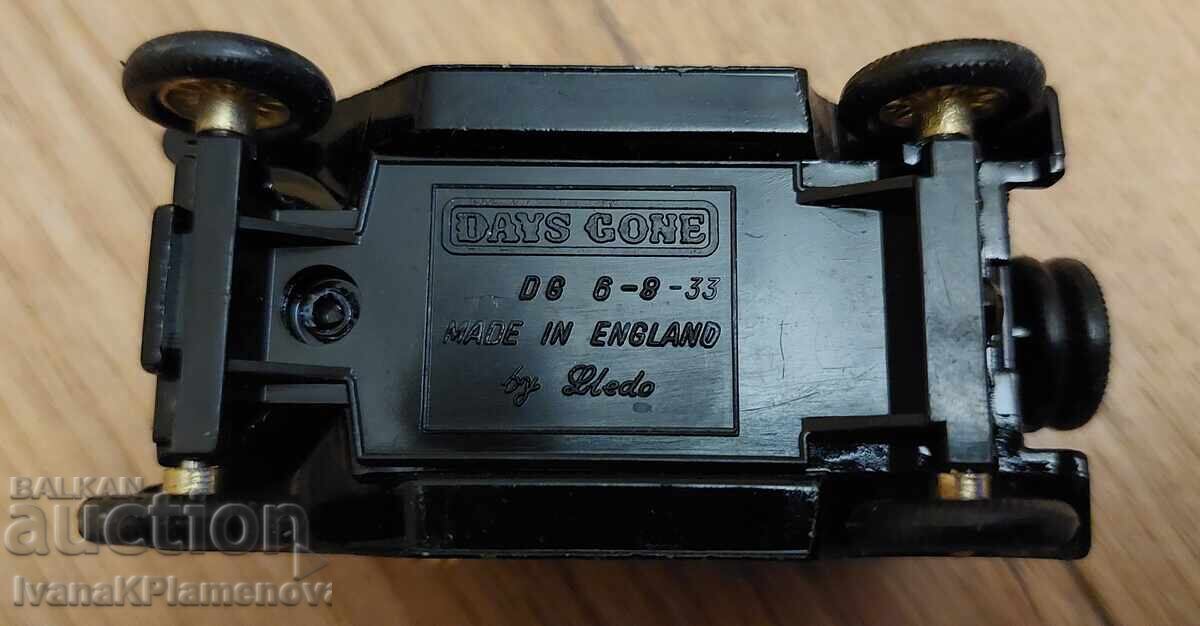 DAYS GONE
DG 6-8-33
MADE IN ENGLAND
by Lledo
BALKAN
auction
IvanaKPlamenova